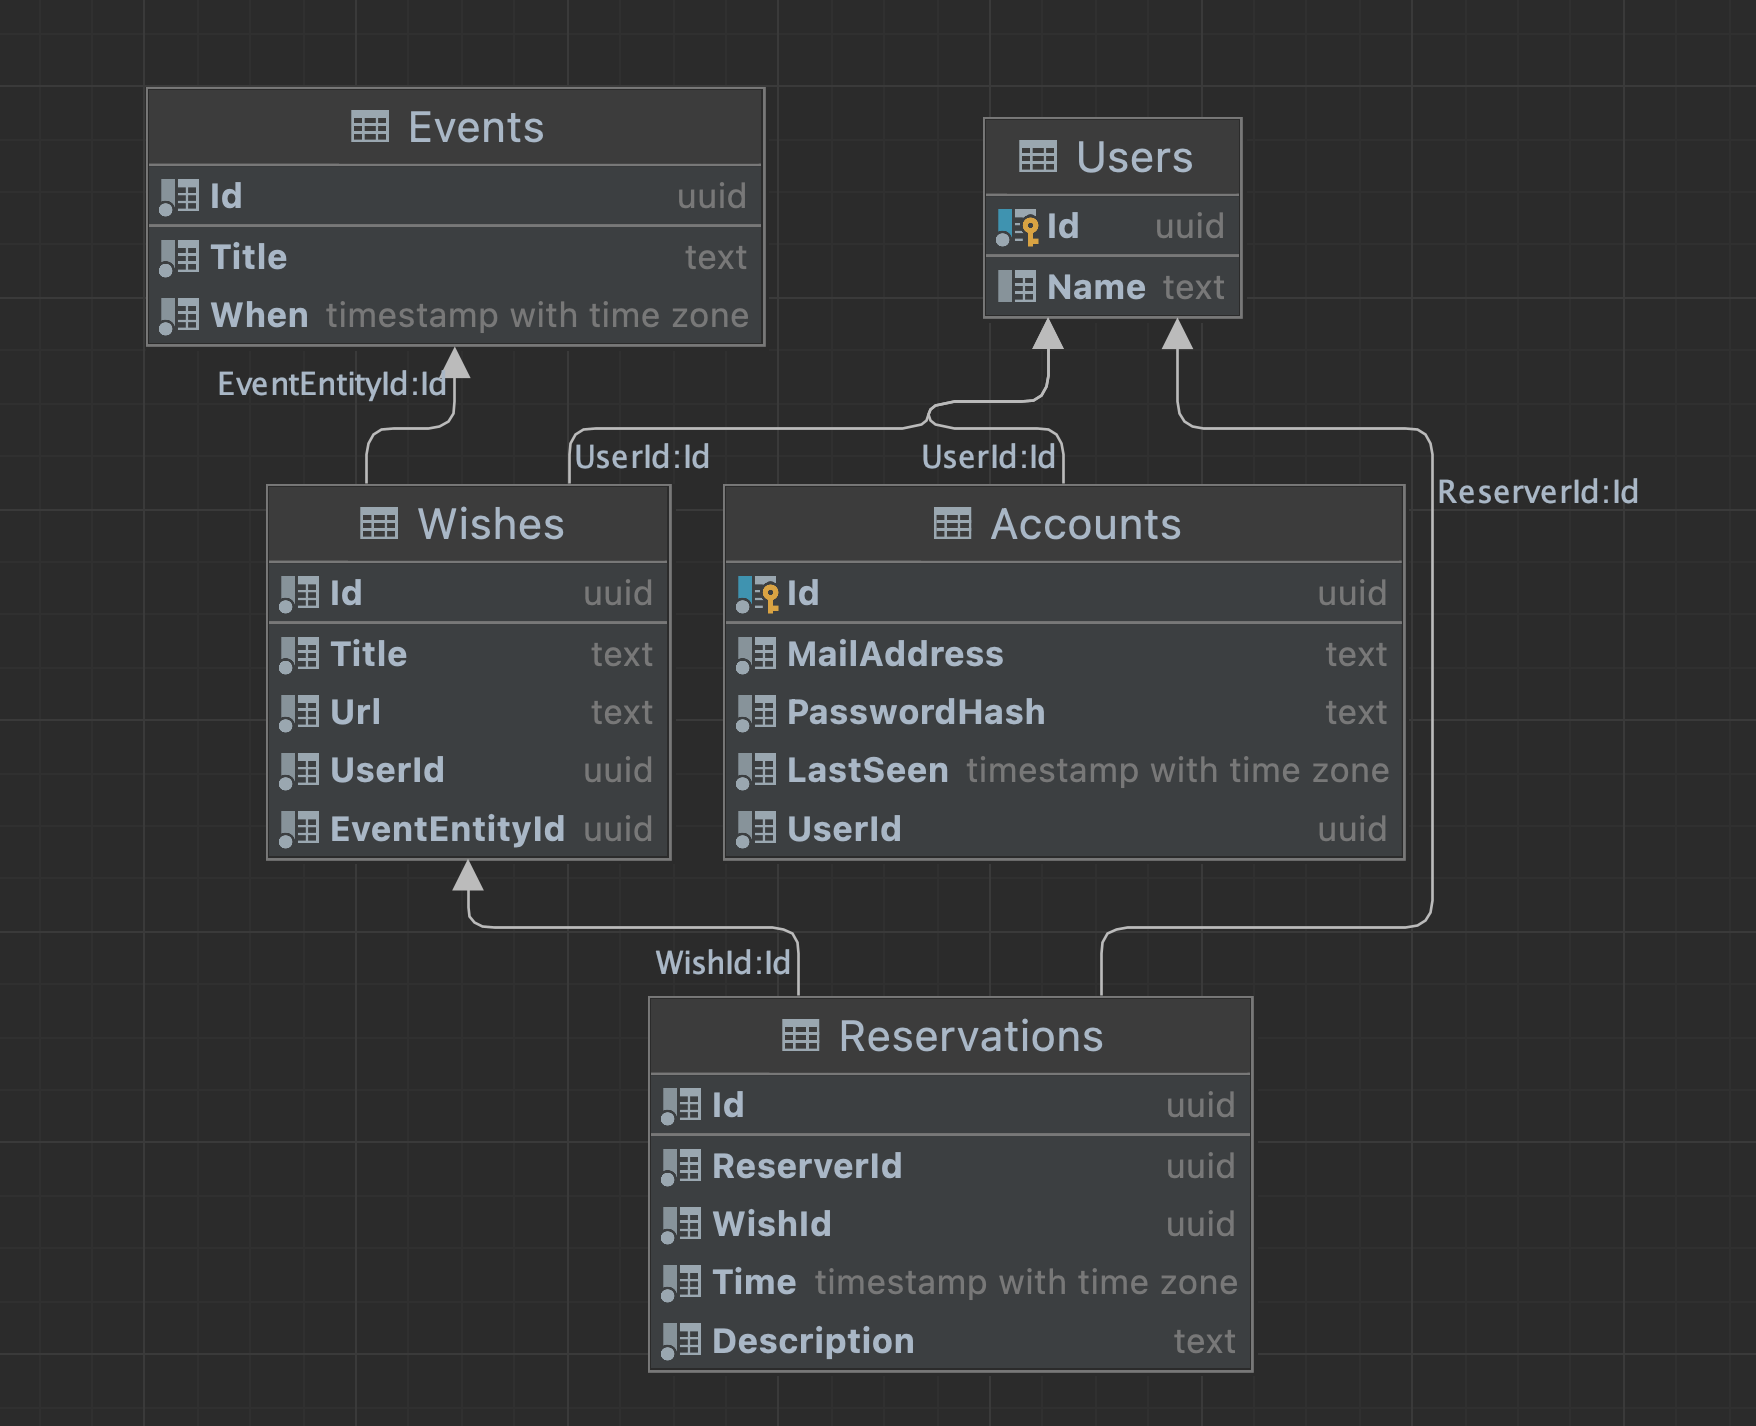 Events
Id uuid
Title text
When timestamp with time zone
Users
Id uuid
Name text
EventEntityId:Id
UserId:Id
UserId:Id
ReserverId:Id
Wishes
Id uuid
Title text
Url text
UserId uuid
EventEntityId uuid
Accounts
Id uuid
MailAddress text
PasswordHash text
LastSeen timestamp with time zone
UserId uuid
WishId:Id
Reservations
Id uuid
ReserverId uuid
WishId uuid
Time timestamp with time zone
Description text